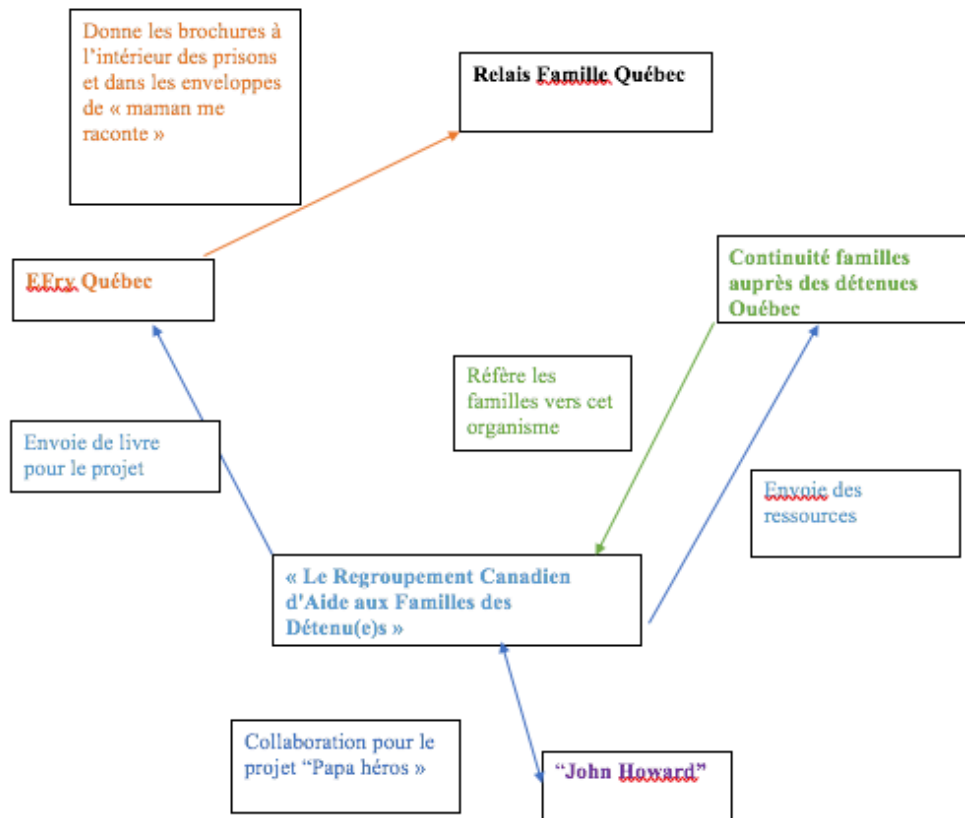 Donne les brochures à
l'intérieur des prisons
et dans les enveloppes
de « maman me
raconte »
Relais Famille Québec
EFry Québec
Continuité familles
auprès des détenues
Québec
Réfère les
familles vers cet
organisme
Envoie de livre
pour le projet
Envoie des
ressources
« Le Regroupement Canadien
d'Aide aux Familles des
Détenu(e)s »
Collaboration pour le
projet “Papa héros »
“John Howard”